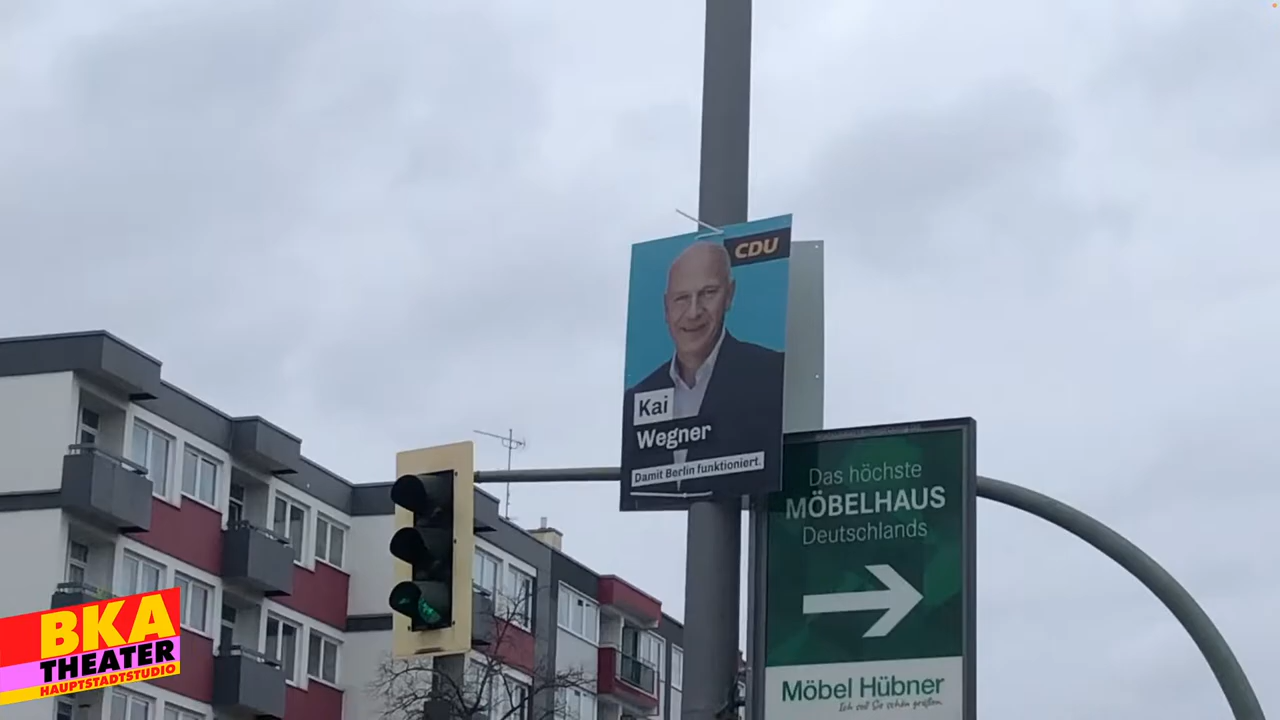 CDU
Kai
Wegner
Damit Berlin funktioniert.
Das höchste
MÖBELHAUS
Deutschlands
Möbel Hübner
Ich soll Sie schön grüßen.
BKA
THEATER
HAUPTSTADTSTUDIO